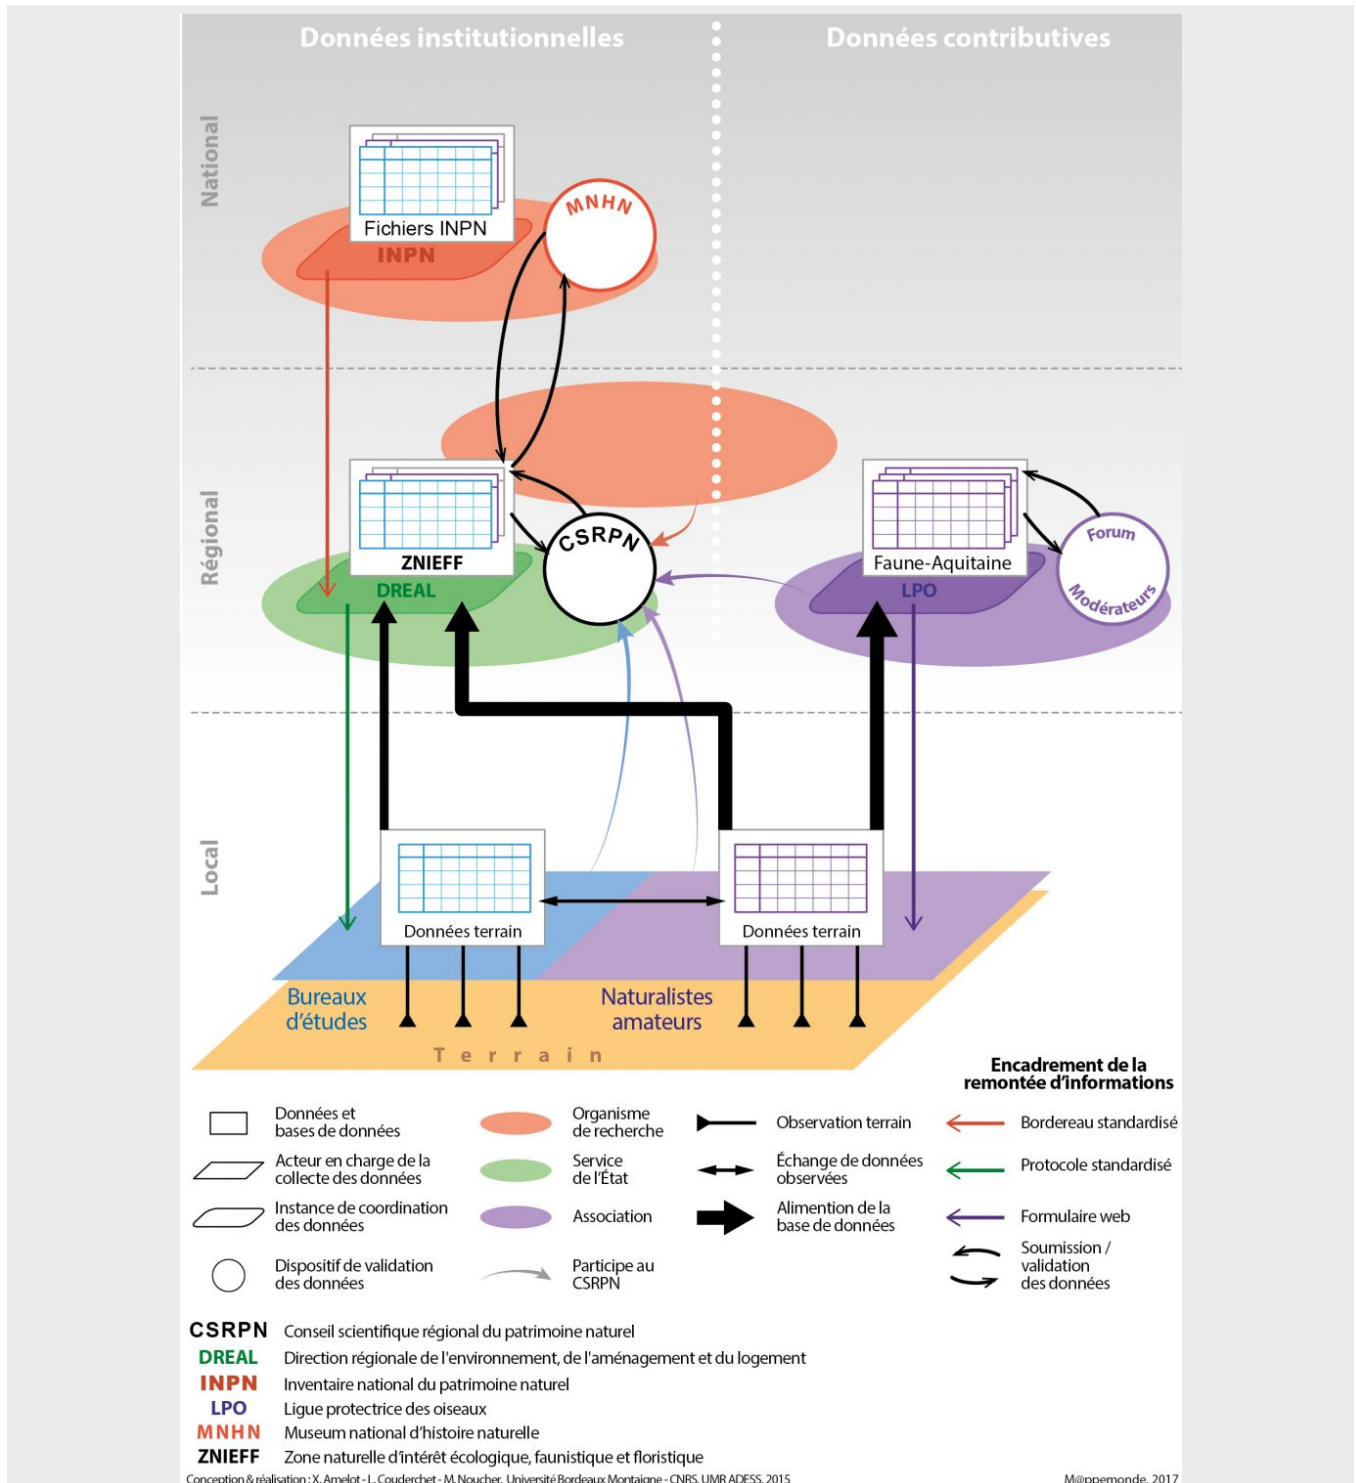 Données institutionnelles
Données contributives
National
Fichiers INPN
INPN
MNHN
Régional
ZNIEFF
DREAL
CSRPN
Faune-Aquitaine
LPO
Forum
Modérateurs
Local
Données terrain
Données terrain
Bureaux
d'études
Naturalistes
amateurs
Terrain
Encadrement de la
remontée d'informations
Données et
bases de données
Organisme
de recherche
Observation terrain
Bordereau standardisé
Acteur en charge de la
collecte des données
Service
de l'État
Échange de données
observées
Protocole standardisé
Instance de coordination
des données
Association
Alimention de la
base de données
Formulaire web
Dispositif de validation
des données
Participe au
CSRPN
Soumission /
validation
des données
CSRPN Conseil scientifique régional du patrimoine naturel
DREAL Direction régionale de l'environnement, de l'aménagement et du logement
INPN Inventaire national du patrimoine naturel
LPO Ligue protectrice des oiseaux
MNHN Museum national d'histoire naturelle
ZNIEFF Zone naturelle d'intérêt écologique, faunistique et floristique
Conception & réalisation : X. Amelot - L. Couderchet - M. Noucher, Université Bordeaux Montaigne - CNRS, UMR ADESS, 2015
M@ppemonde, 2017